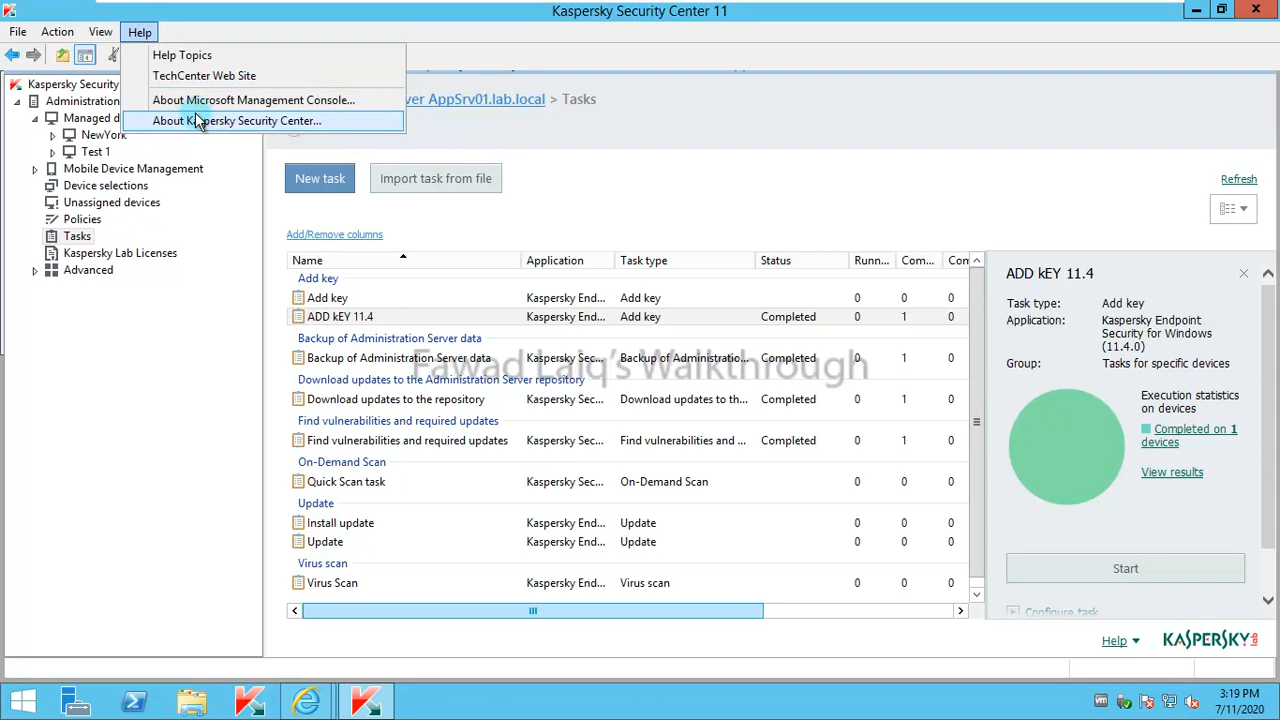 Kaspersky Security Center 11
File Action View Help
Help Topics
TechCenter Web Site
About Microsoft Management Console...
About Kaspersky Security Center...
Kaspersky Security
Administration
Managed d
NewYork
Test 1
Mobile Device Management
Device selections
Unassigned devices
Policies
Tasks
Kaspersky Lab Licenses
Advanced
ver AppSrv01.lab.local > Tasks
New task Import task from file
Refresh
Add/Remove columns
Name Application Task type Status Runn... Com... Con
Add key
Add key Kaspersky End... Add key 0 0 0
ADD kEY 11.4 Kaspersky End... Add key Completed 0 1 0
Backup of Administration Server data
Backup of Administration Server data Kaspersky Sec... Backup of Administratio... Completed 0 1 0
Download updates to the Administration Server repository
Download updates to the repository Kaspersky Sec... Download updates to th... Completed 0 1 0
Find vulnerabilities and required updates
Find vulnerabilities and required updates Kaspersky Sec... Find vulnerabilities and ... Completed 0 1 0
On-Demand Scan
Quick Scan task Kaspersky Sec... On-Demand Scan 0 0 0
Update
Install update Kaspersky End... Update 0 0 0
Update Kaspersky End... Update 0 0 0
Virus scan
Virus Scan Kaspersky End... Virus scan 0 0 0
Fawad Laiq's Walkthrough
ADD kEY 11.4
Task type: Add key
Application: Kaspersky Endpoint
Security for Windows
(11.4.0)
Group: Tasks for specific devices
Execution statistics
on devices
Completed on 1
devices
View results
Start
Configure task
Help
KASPERSKY lab
3:19 PM
7/11/2020